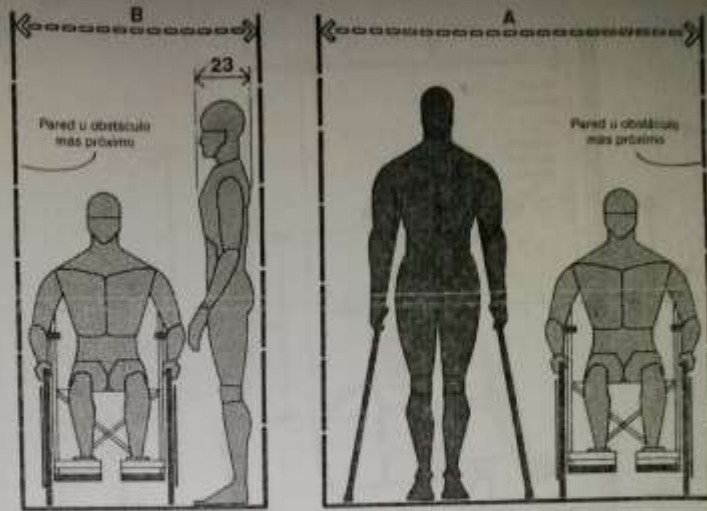 B
A
23
Pared u obstáculo
más próximo
Pared u obstáculo
más próximo